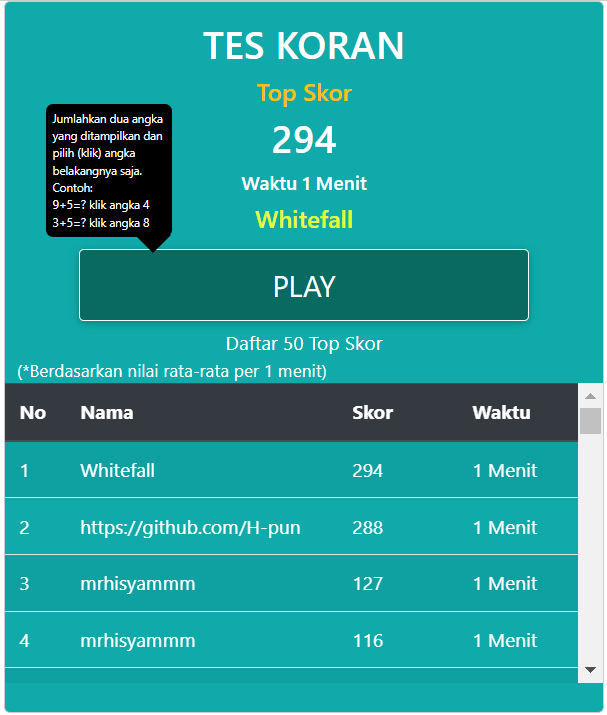 TES KORAN
Top Skor
294
Waktu 1 Menit
Whitefall
Jumlahkan dua angka
yang ditampilkan dan
pilih (klik) angka
belakangnya saja.
Contoh:
9+5=? klik angka 4
3+5=? klik angka 8
PLAY
Daftar 50 Top Skor
(*Berdasarkan nilai rata-rata per 1 menit)
No Nama Skor Waktu
1 Whitefall 294 1 Menit
2 https://github.com/H-pun 288 1 Menit
3 mrhisyammm 127 1 Menit
4 mrhisyammm 116 1 Menit